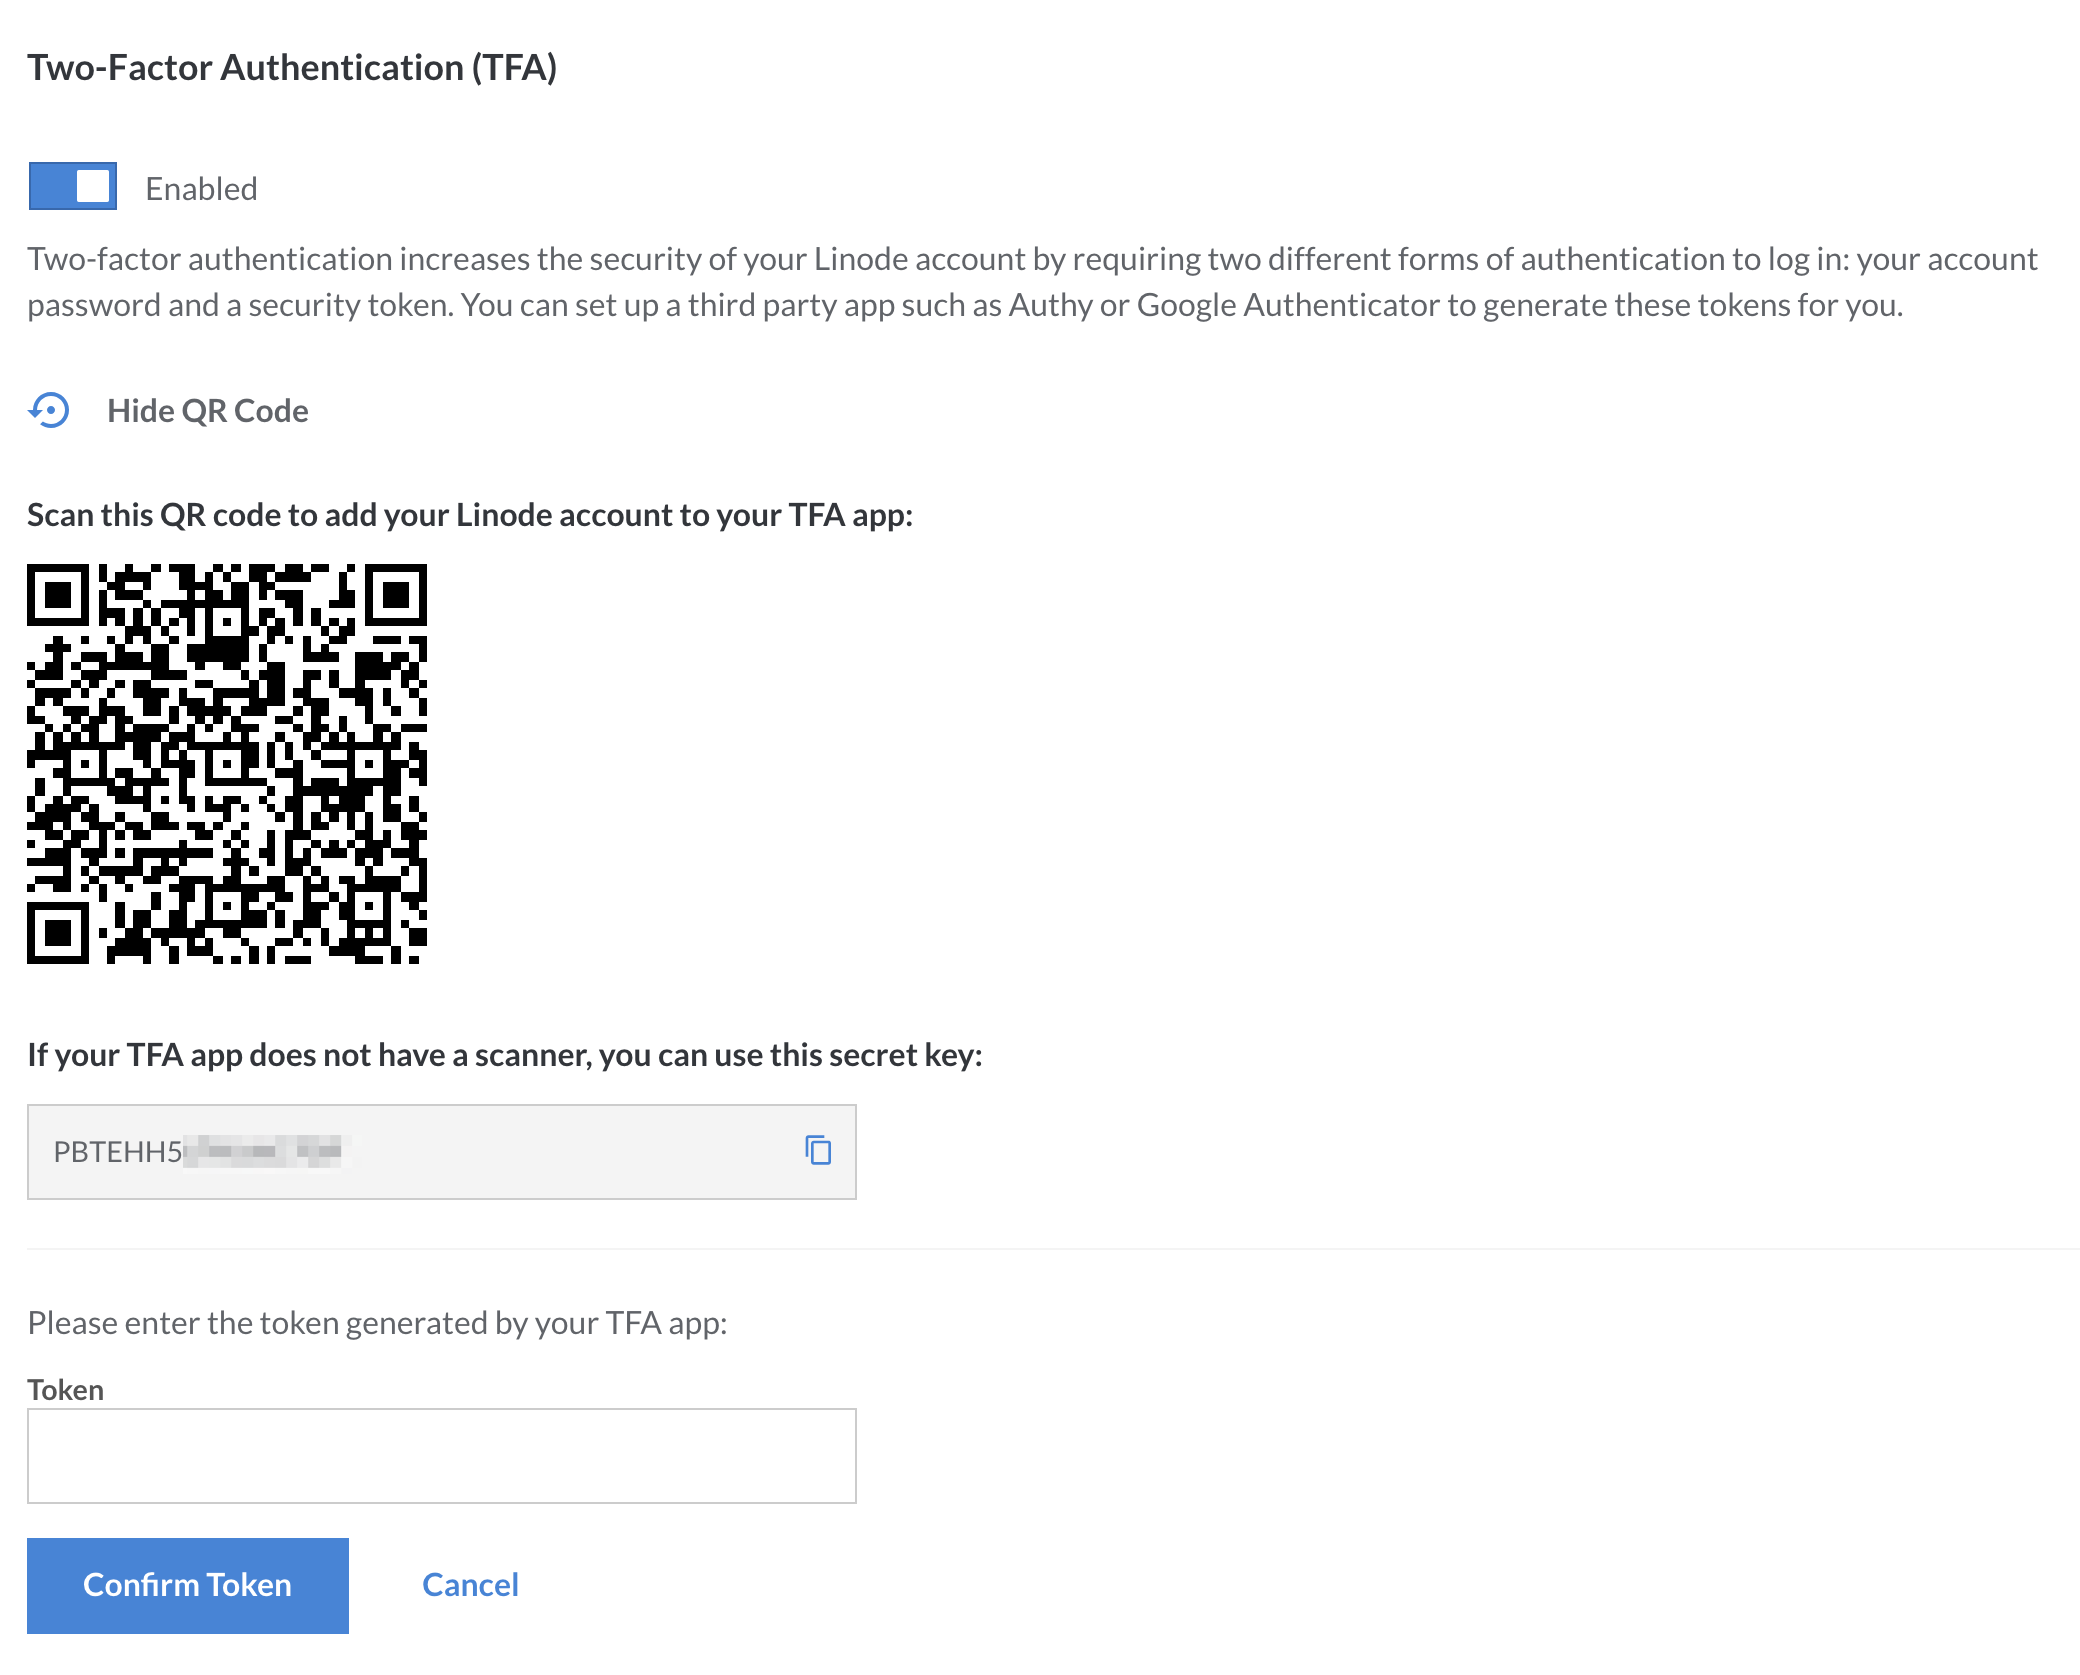 Two-Factor Authentication (TFA)
Enabled
Two-factor authentication increases the security of your Linode account by requiring two different forms of authentication to log in: your account
password and a security token. You can set up a third party app such as Authy or Google Authenticator to generate these tokens for you.
Hide QR Code
Scan this QR code to add your Linode account to your TFA app:
If your TFA app does not have a scanner, you can use this secret key:
PBTEHH5
Please enter the token generated by your TFA app:
Token
Confirm Token
Cancel